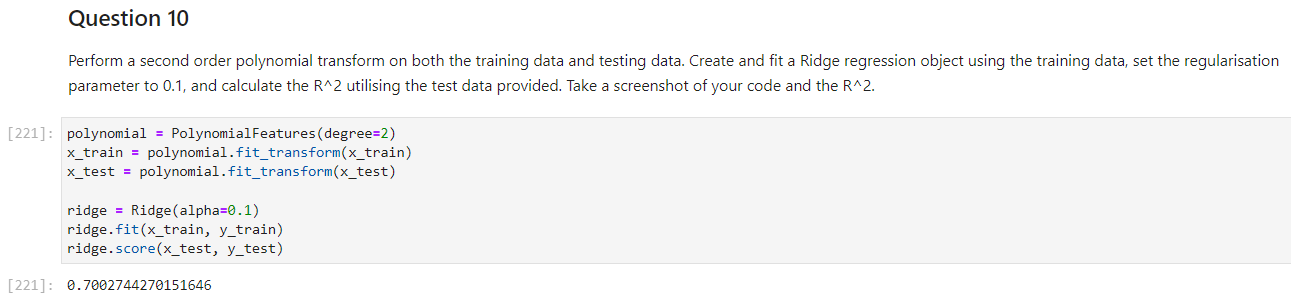 Question 10
Perform a second order polynomial transform on both the training data and testing data. Create and fit a Ridge regression object using the training data, set the regularisation
parameter to 0.1, and calculate the R^2 utilising the test data provided. Take a screenshot of your code and the R^2.
[221]: polynomial = PolynomialFeatures(degree=2)
x_train = polynomial.fit_transform(x_train)
x_test = polynomial.fit_transform(x_test)
ridge = Ridge(alpha=0.1)
ridge.fit(x_train, y_train)
ridge.score(x_test, y_test)
[221]: 0.7002744270151646